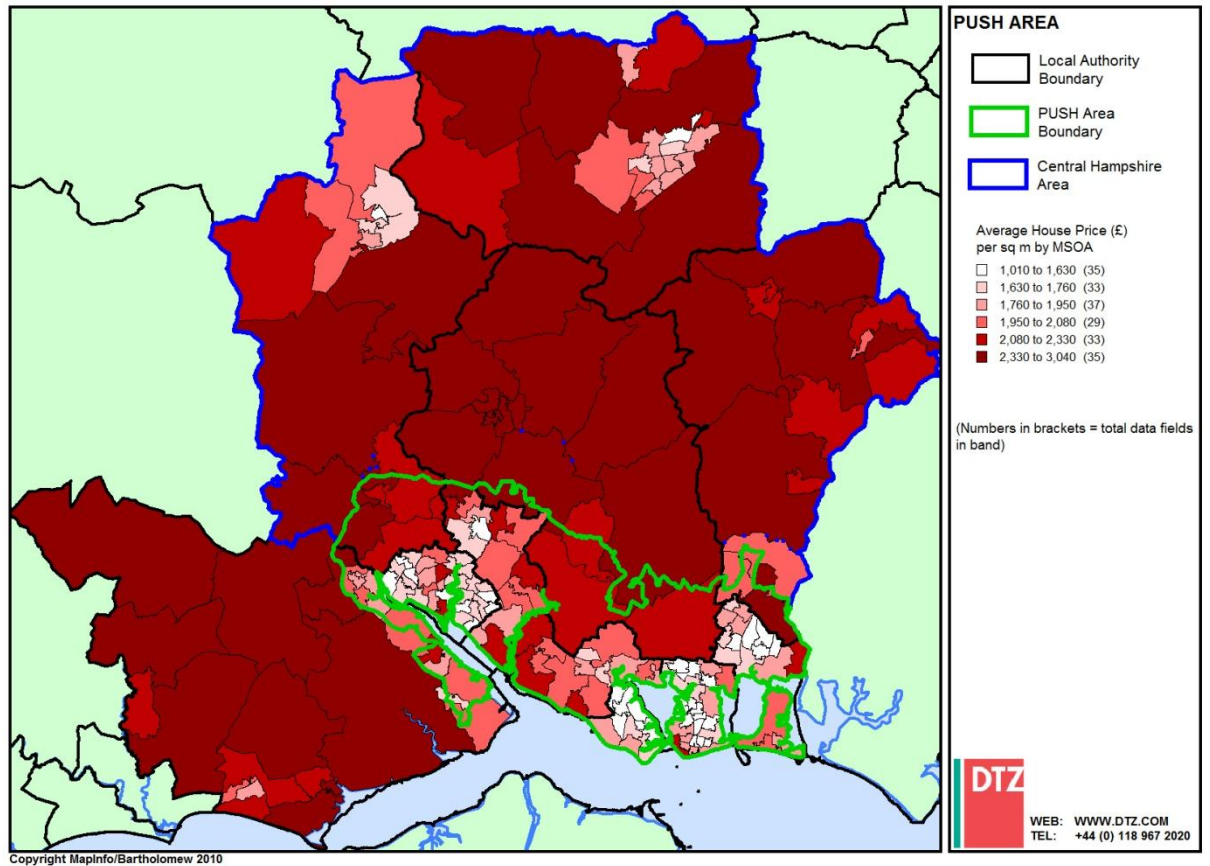 PUSH AREA
Local Authority
Boundary
PUSH Area
Boundary
Central Hampshire
Area
Average House Price (£)
per sq m by MSOA
1,010 to 1,630 (35)
1,630 to 1,760 (33)
1,760 to 1,950 (37)
1,950 to 2,080 (29)
2,080 to 2,330 (33)
2,330 to 3,040 (35)
(Numbers in brackets = total data fields
in band)
DTZ
WEB: WWW.DTZ.COM
TEL: +44 (0) 118 967 2020
Copyright MapInfo/Bartholomew 2010